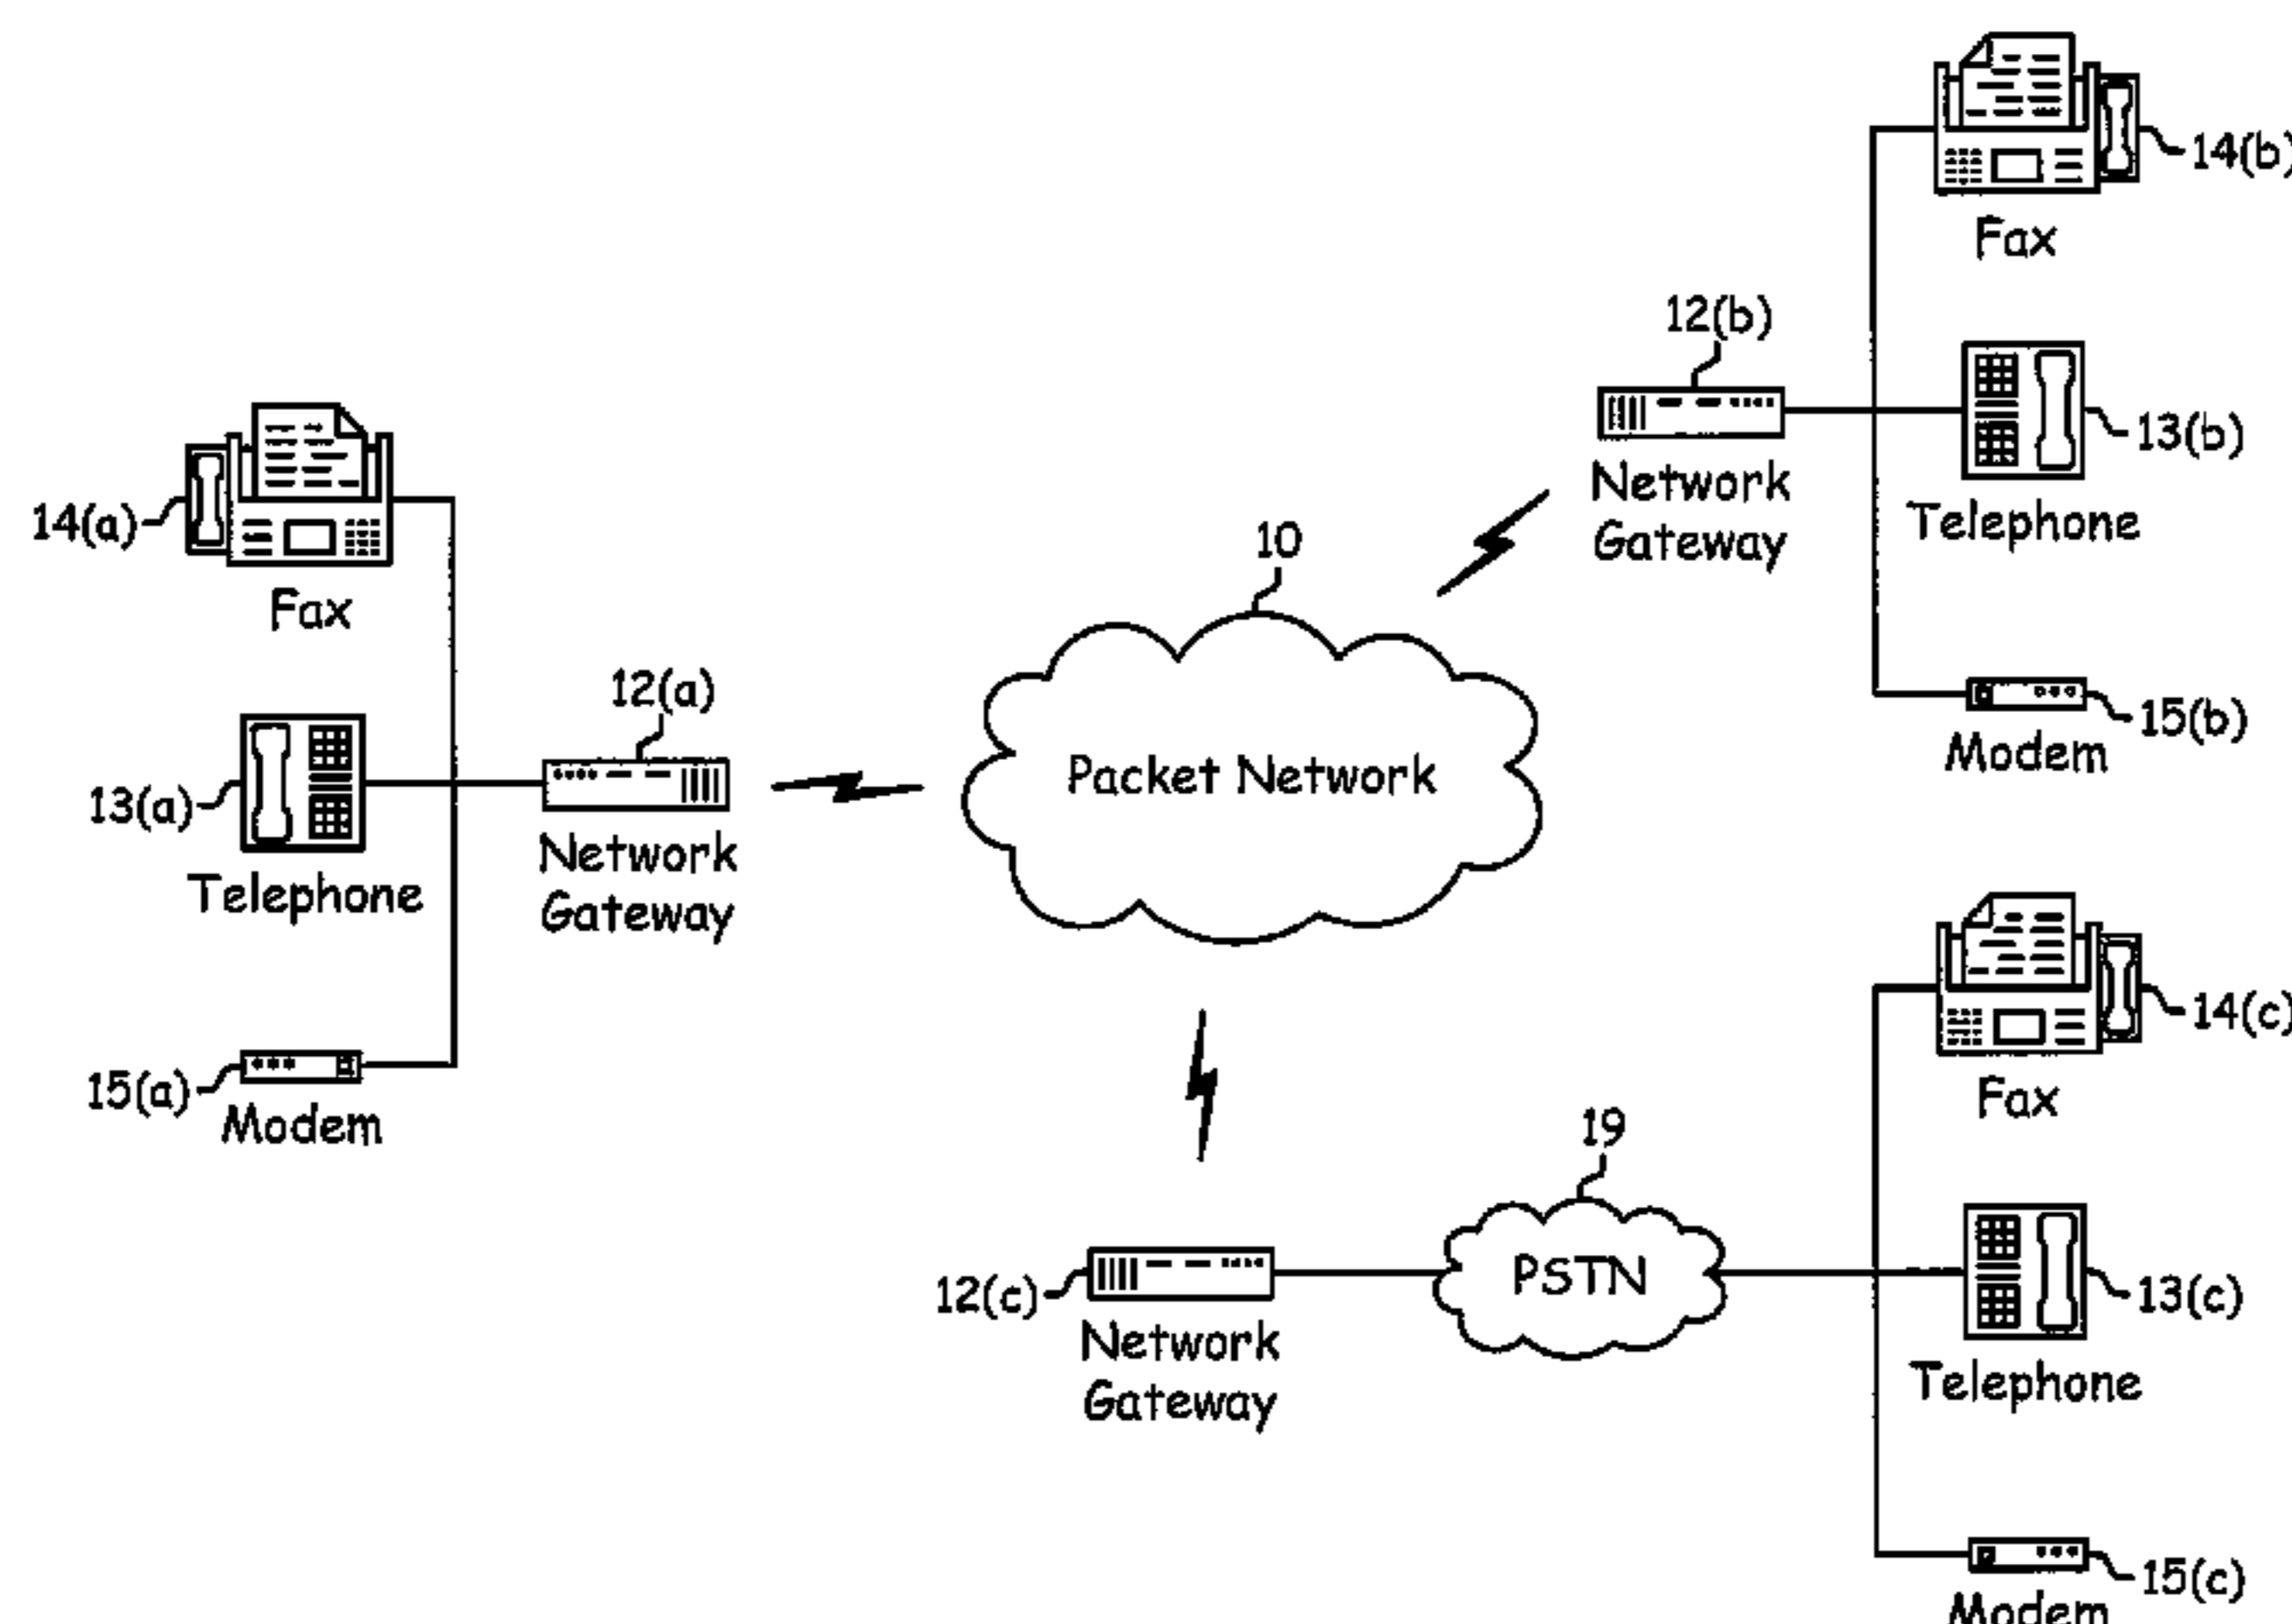 14(b)
Fax
12(b)
Network
Gateway
13(b)
Telephone
15(b)
Modem
14(a)
Fax
12(a)
13(a)
Telephone
Network
Gateway
15(a)
Modem
10
Packet Network
14(c)
Fax
19
PSTN
12(c)
Network
Gateway
13(c)
Telephone
15(c)
Modem